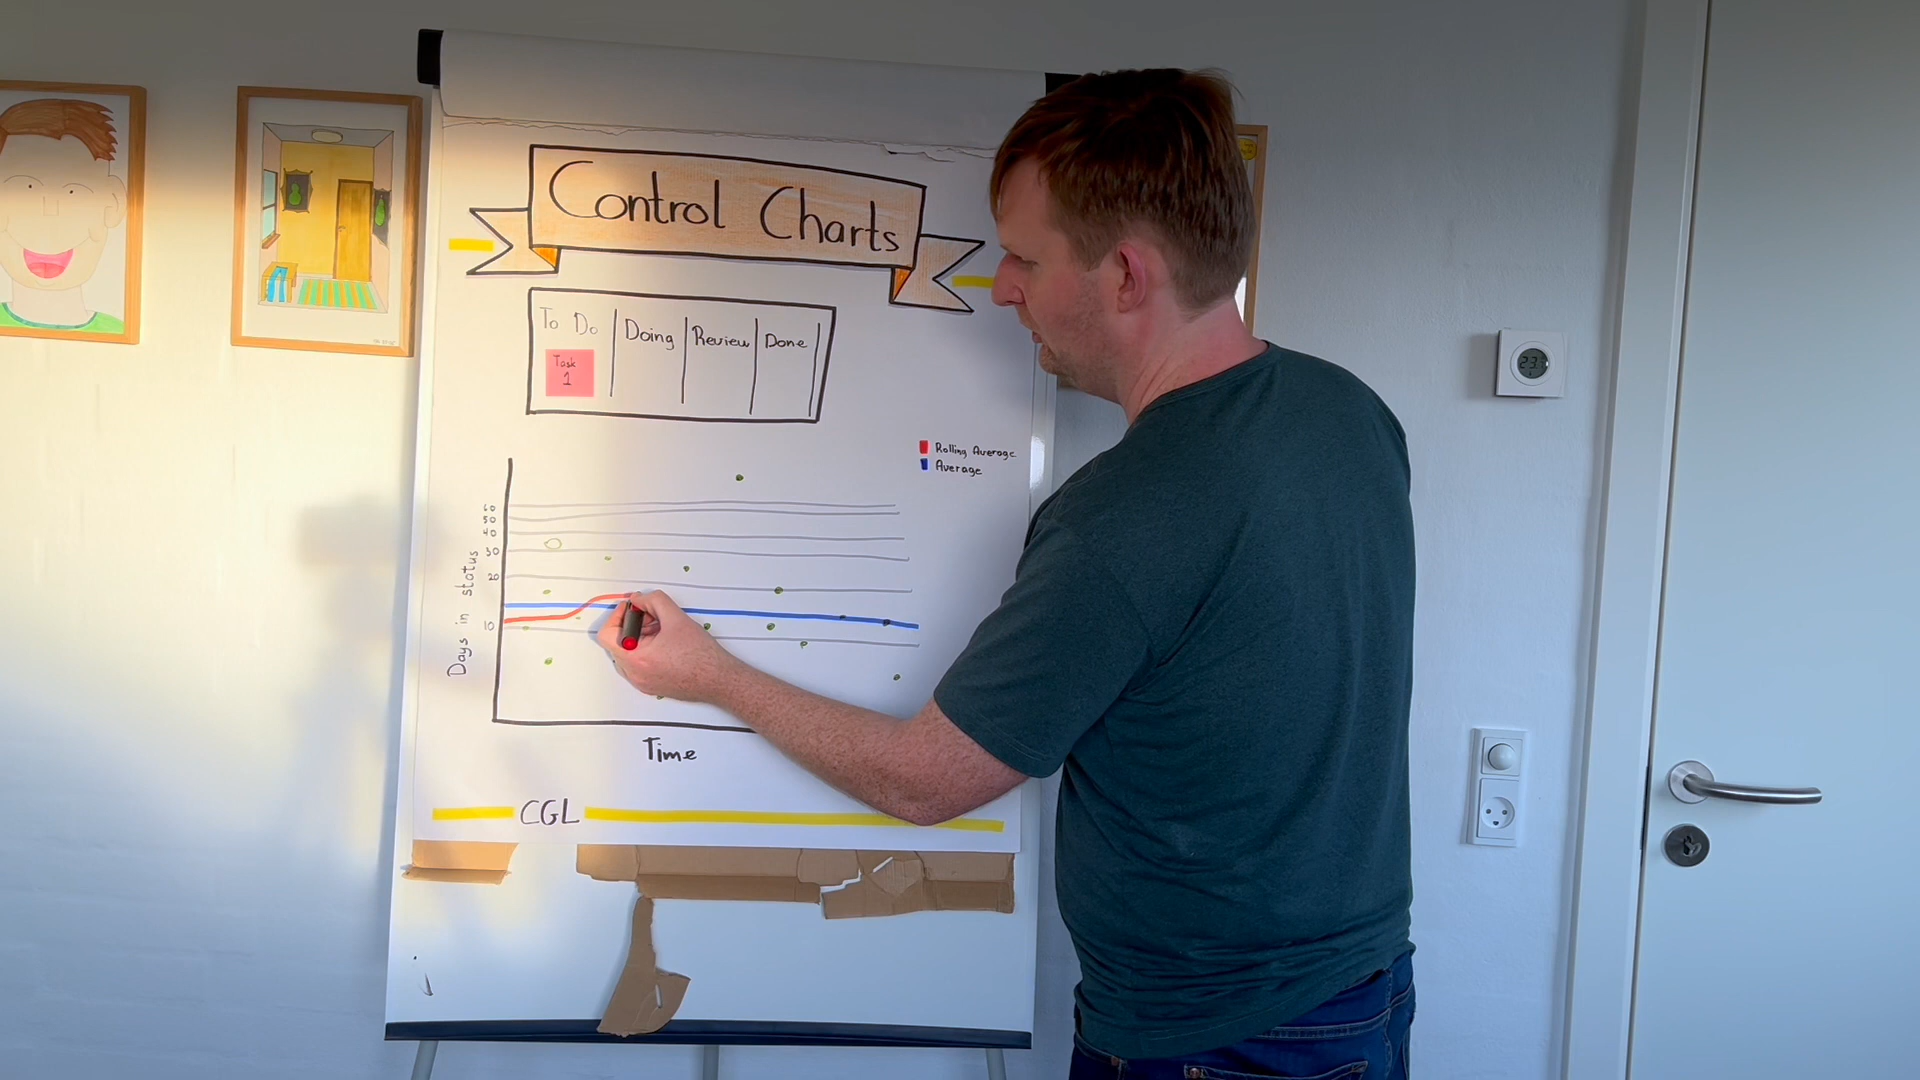 Control Charts
To Do
Doing
Review
Done
Task
1
Rolling Average
Average
60
50
40
30
20
10
Days in status
Time
CGL